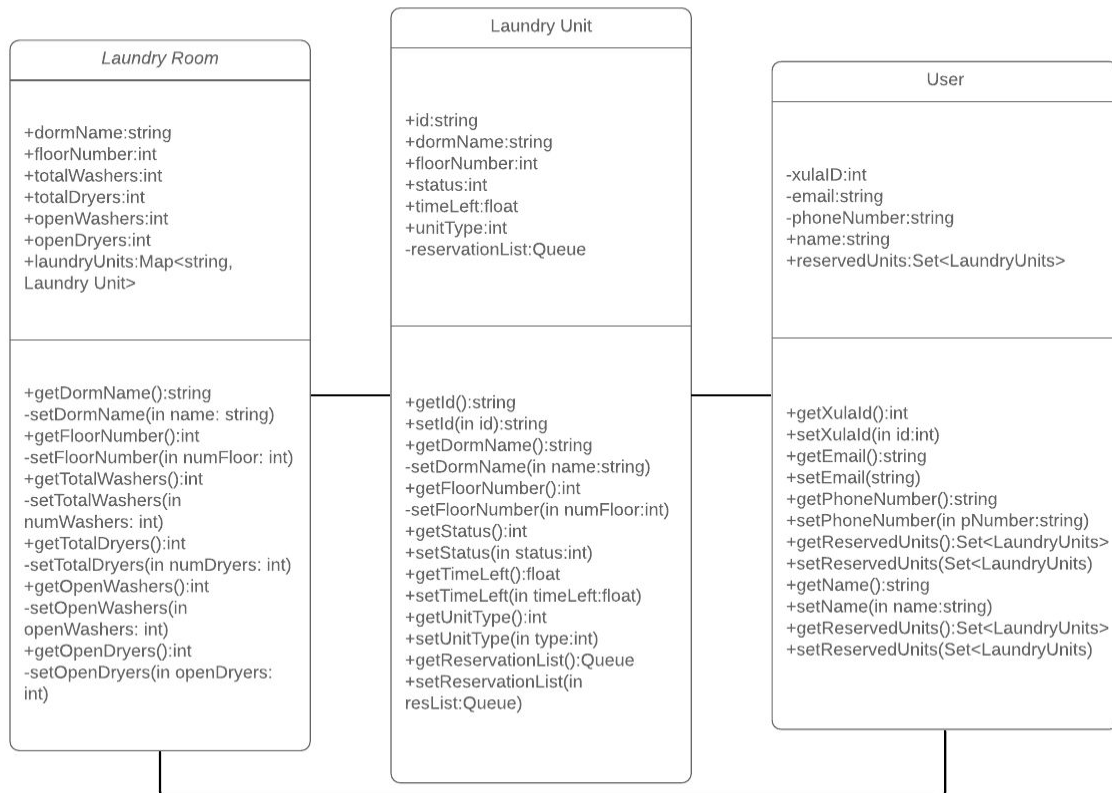 Laundry Room
+dormName:string
+floorNumber:int
+totalWashers:int
+totalDryers:int
+openWashers:int
+openDryers:int
+laundryUnits:Map<string,
Laundry Unit>
+getDormName():string
-setDormName(in name: string)
+getFloorNumber():int
-setFloorNumber(in numFloor: int)
+getTotalWashers():int
-setTotalWashers(in
numWashers: int)
+getTotalDryers():int
-setTotalDryers(in numDryers: int)
+getOpenWashers():int
-setOpenWashers(in
openWashers: int)
+getOpenDryers():int
-setOpenDryers(in openDryers:
int)
Laundry Unit
+id:string
+dormName:string
+floorNumber:int
+status:int
+timeLeft:float
+unitType:int
-reservationList:Queue
+getId():string
+setId(in id):string
+getDormName():string
-setDormName(in name:string)
+getFloorNumber():int
-setFloorNumber(in numFloor:int)
+getStatus():int
+setStatus(in status:int)
+getTimeLeft():float
+setTimeLeft(in timeLeft:float)
+getUnitType():int
+setUnitType(in type:int)
+getReservationList():Queue
+setReservationList(in
resList:Queue)
User
-xulaID:int
-email:string
-phoneNumber:string
+name:string
+reservedUnits:Set<LaundryUnits>
+getXulaId():int
+setXulaId(in id:int)
+getEmail():string
+setEmail(string)
+getPhoneNumber():string
+setPhoneNumber(in pNumber:string)
+getReservedUnits():Set<LaundryUnits>
+setReservedUnits(Set<LaundryUnits)
+getName():string
+setName(in name:string)
+getReservedUnits():Set<LaundryUnits>
+setReservedUnits(Set<LaundryUnits)